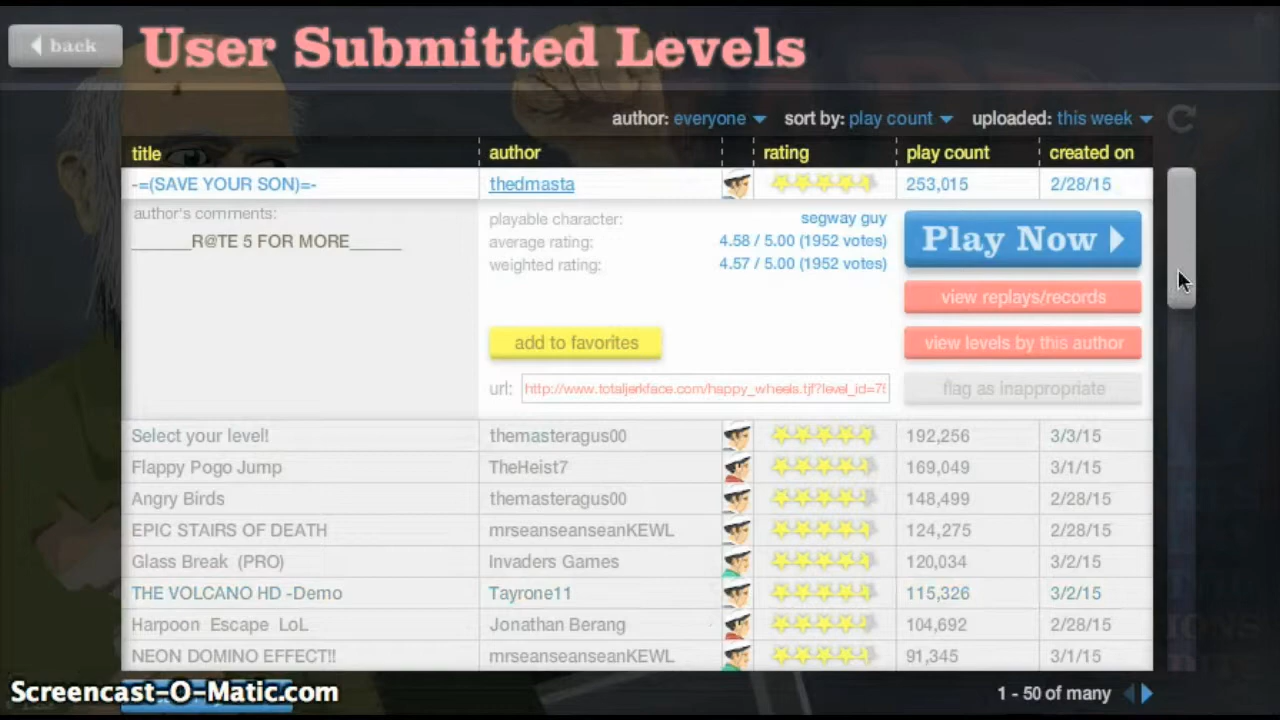 back
User Submitted Levels
author: everyone sort by: play count uploaded: this week
title author rating play count created on
-=(SAVE YOUR SON)=- thedmasta 253,015 2/28/15
author's comments:
______R@TE 5 FOR MORE_____
playable character: segway guy
average rating: 4.58 / 5.00 (1952 votes)
weighted rating: 4.57 / 5.00 (1952 votes)
Play Now
view replays/records
add to favorites
view levels by this author
url: http://www.totaljerkface.com/happy_wheels.tjf?level_id=75
flag as inappropriate
Select your level! themasteragus00 192,256 3/3/15
Flappy Pogo Jump TheHeist7 169,049 3/1/15
Angry Birds themasteragus00 148,499 2/28/15
EPIC STAIRS OF DEATH mrseanseanseanKEWL 124,275 2/28/15
Glass Break (PRO) Invaders Games 120,034 3/2/15
THE VOLCANO HD -Demo Tayrone11 115,326 3/2/15
Harpoon Escape LoL Jonathan Berang 104,692 2/28/15
NEON DOMINO EFFECT!! mrseanseanseanKEWL 91,345 3/1/15
Screencast-O-Matic.com
1 - 50 of many